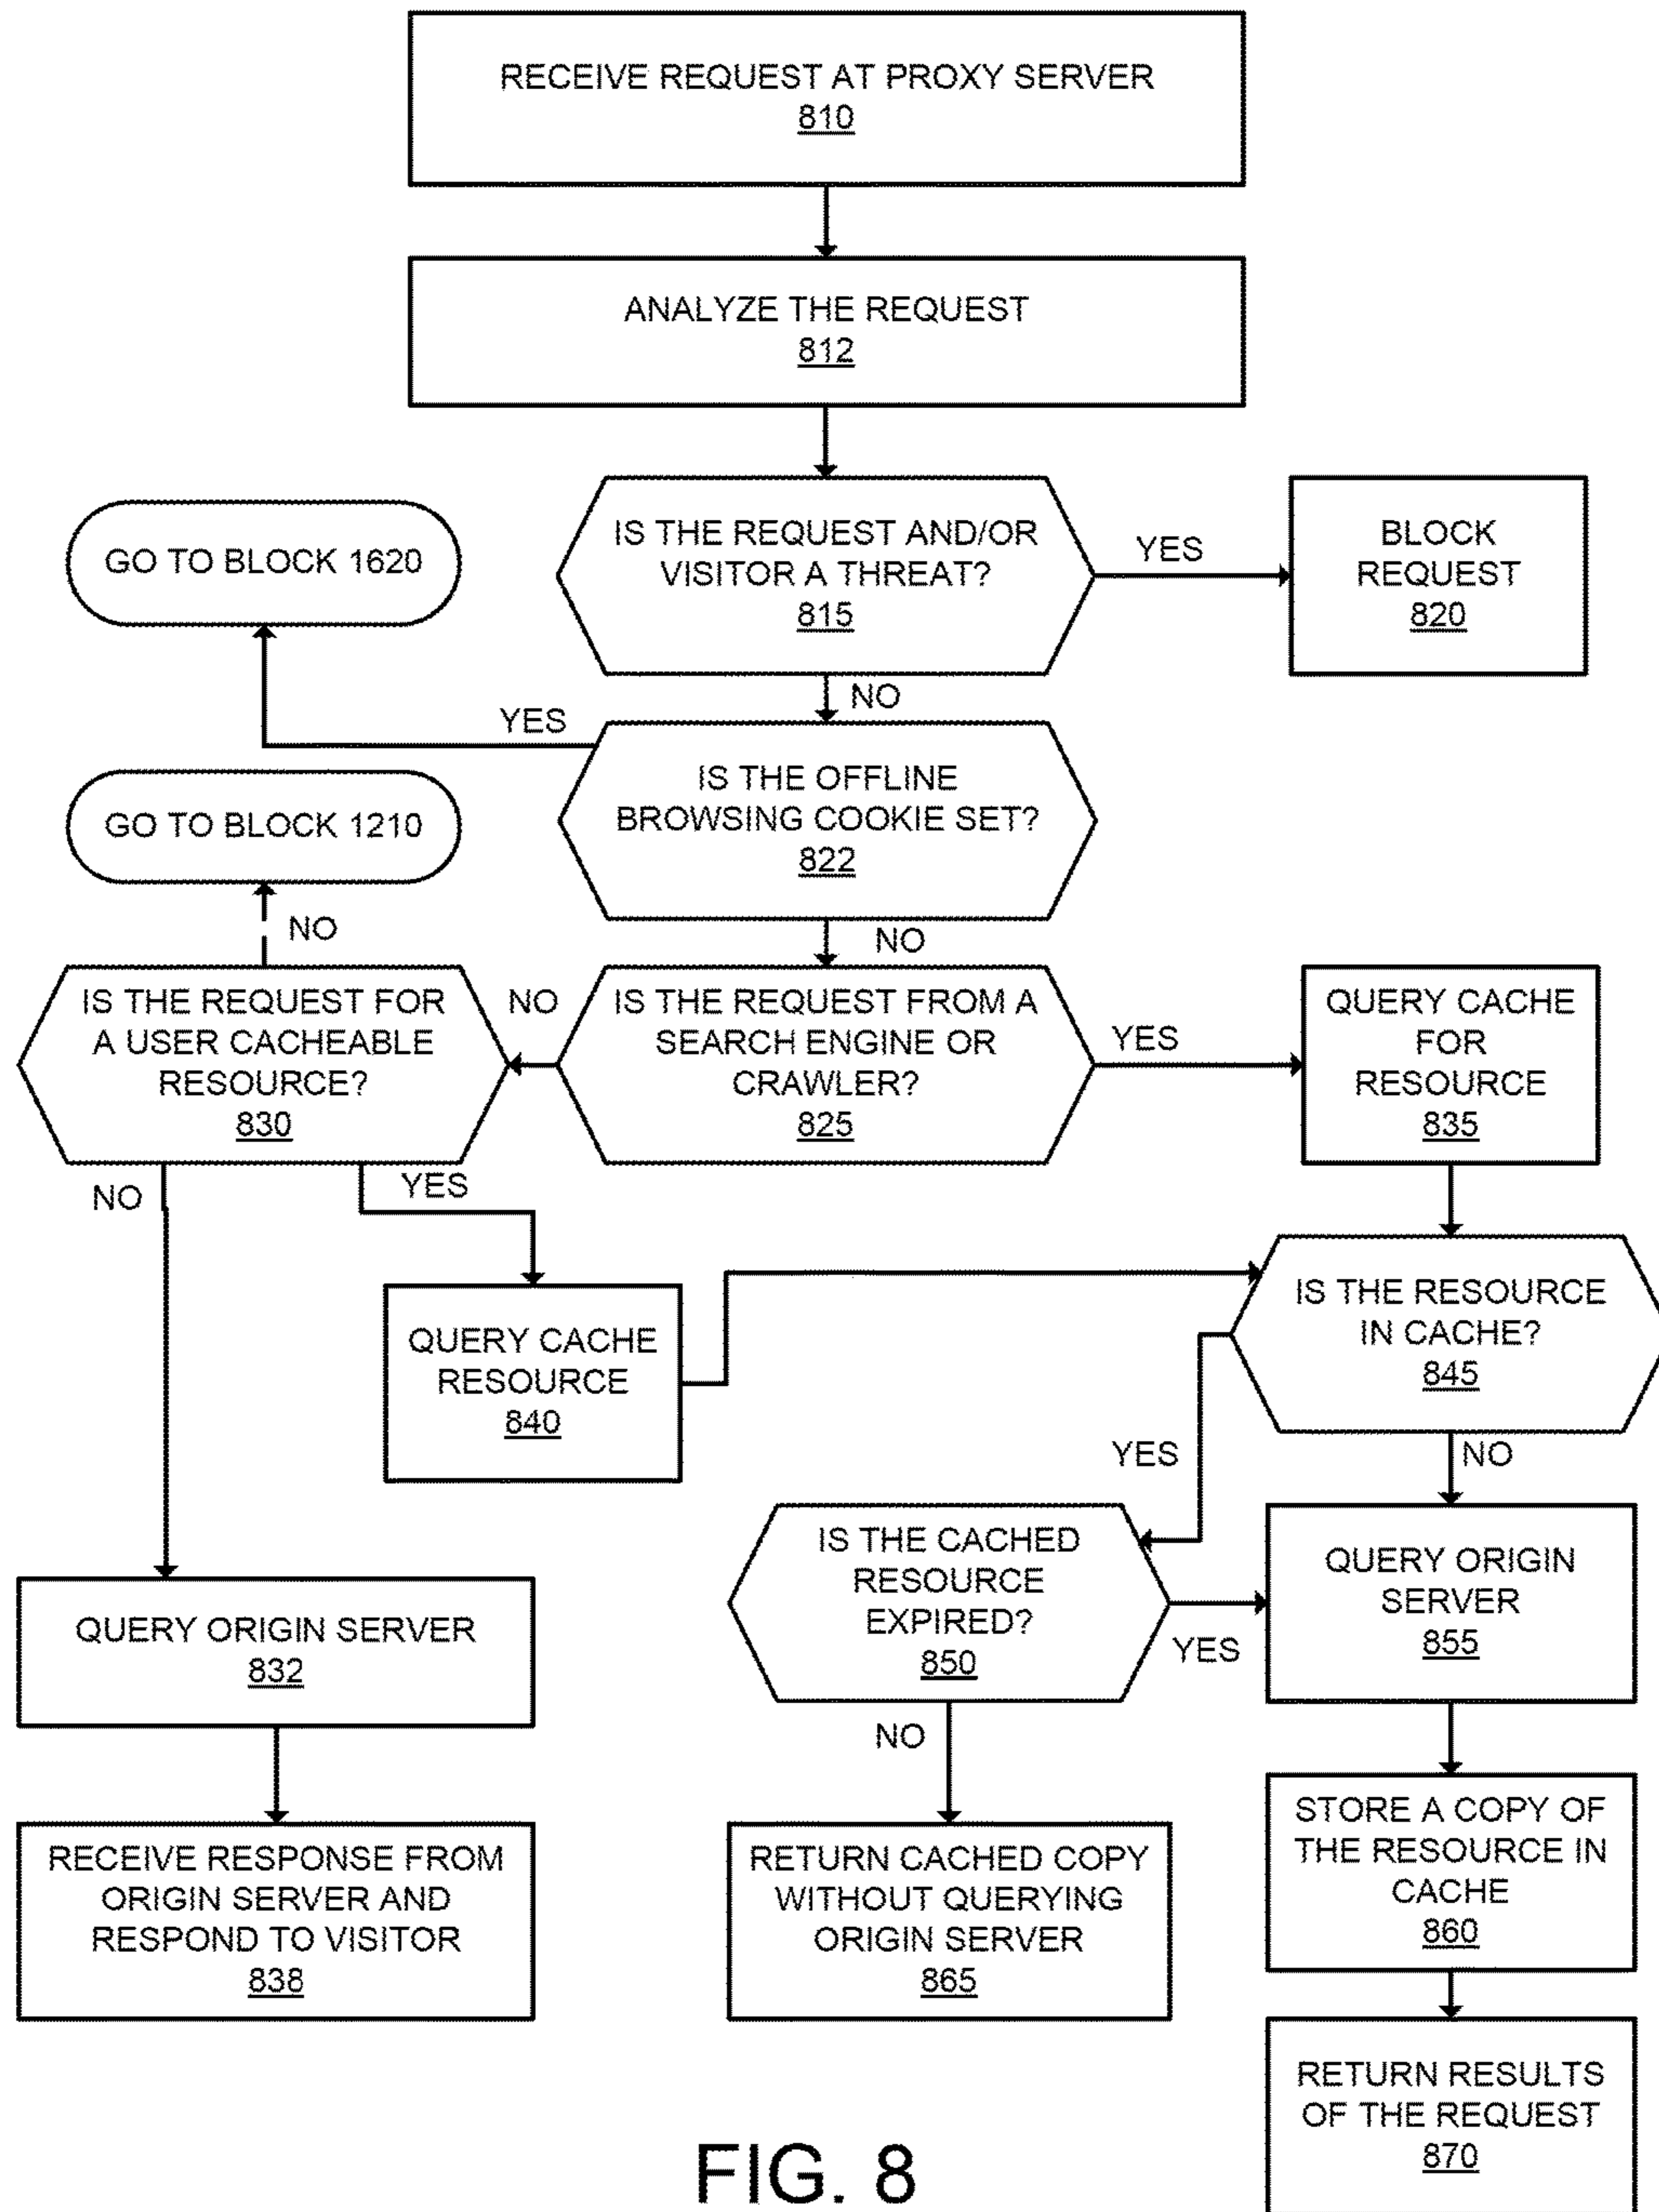 RECEIVE REQUEST AT PROXY SERVER
810
ANALYZE THE REQUEST
812
IS THE REQUEST AND/OR
VISITOR A THREAT?
815
YES
BLOCK
REQUEST
820
GO TO BLOCK 1620
NO
YES
IS THE OFFLINE
BROWSING COOKIE SET?
822
GO TO BLOCK 1210
NO
NO
IS THE REQUEST FOR
A USER CACHEABLE
RESOURCE?
830
NO
IS THE REQUEST FROM A
SEARCH ENGINE OR
CRAWLER?
825
YES
QUERY CACHE
FOR
RESOURCE
835
NO
YES
QUERY CACHE
RESOURCE
840
IS THE RESOURCE
IN CACHE?
845
YES
NO
IS THE CACHED
RESOURCE
EXPIRED?
850
YES
QUERY ORIGIN
SERVER
855
QUERY ORIGIN SERVER
832
NO
RECEIVE RESPONSE FROM
ORIGIN SERVER AND
RESPOND TO VISITOR
838
RETURN CACHED COPY
WITHOUT QUERYING
ORIGIN SERVER
865
STORE A COPY OF
THE RESOURCE IN
CACHE
860
RETURN RESULTS
OF THE REQUEST
870
FIG. 8